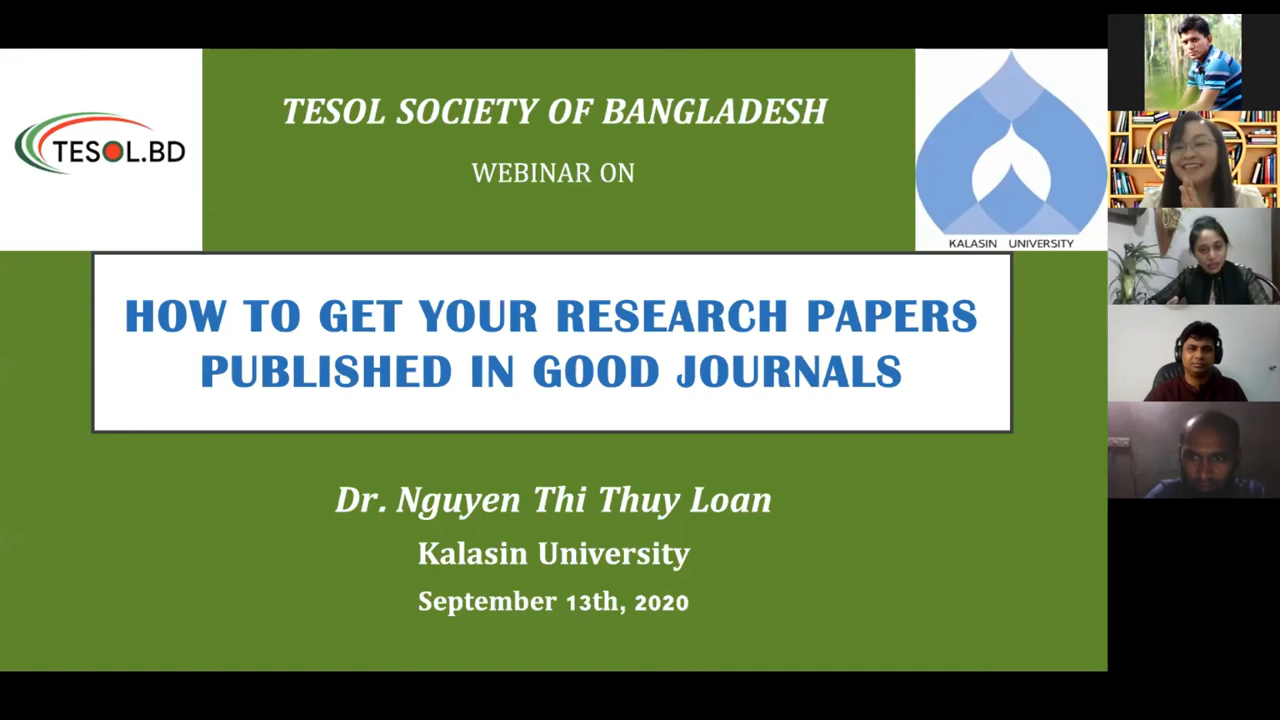 TESOL.BD
TESOL SOCIETY OF BANGLADESH
WEBINAR ON
KALASIN UNIVERSITY
HOW TO GET YOUR RESEARCH PAPERS
PUBLISHED IN GOOD JOURNALS
Dr. Nguyen Thi Thuy Loan
Kalasin University
September 13th, 2020